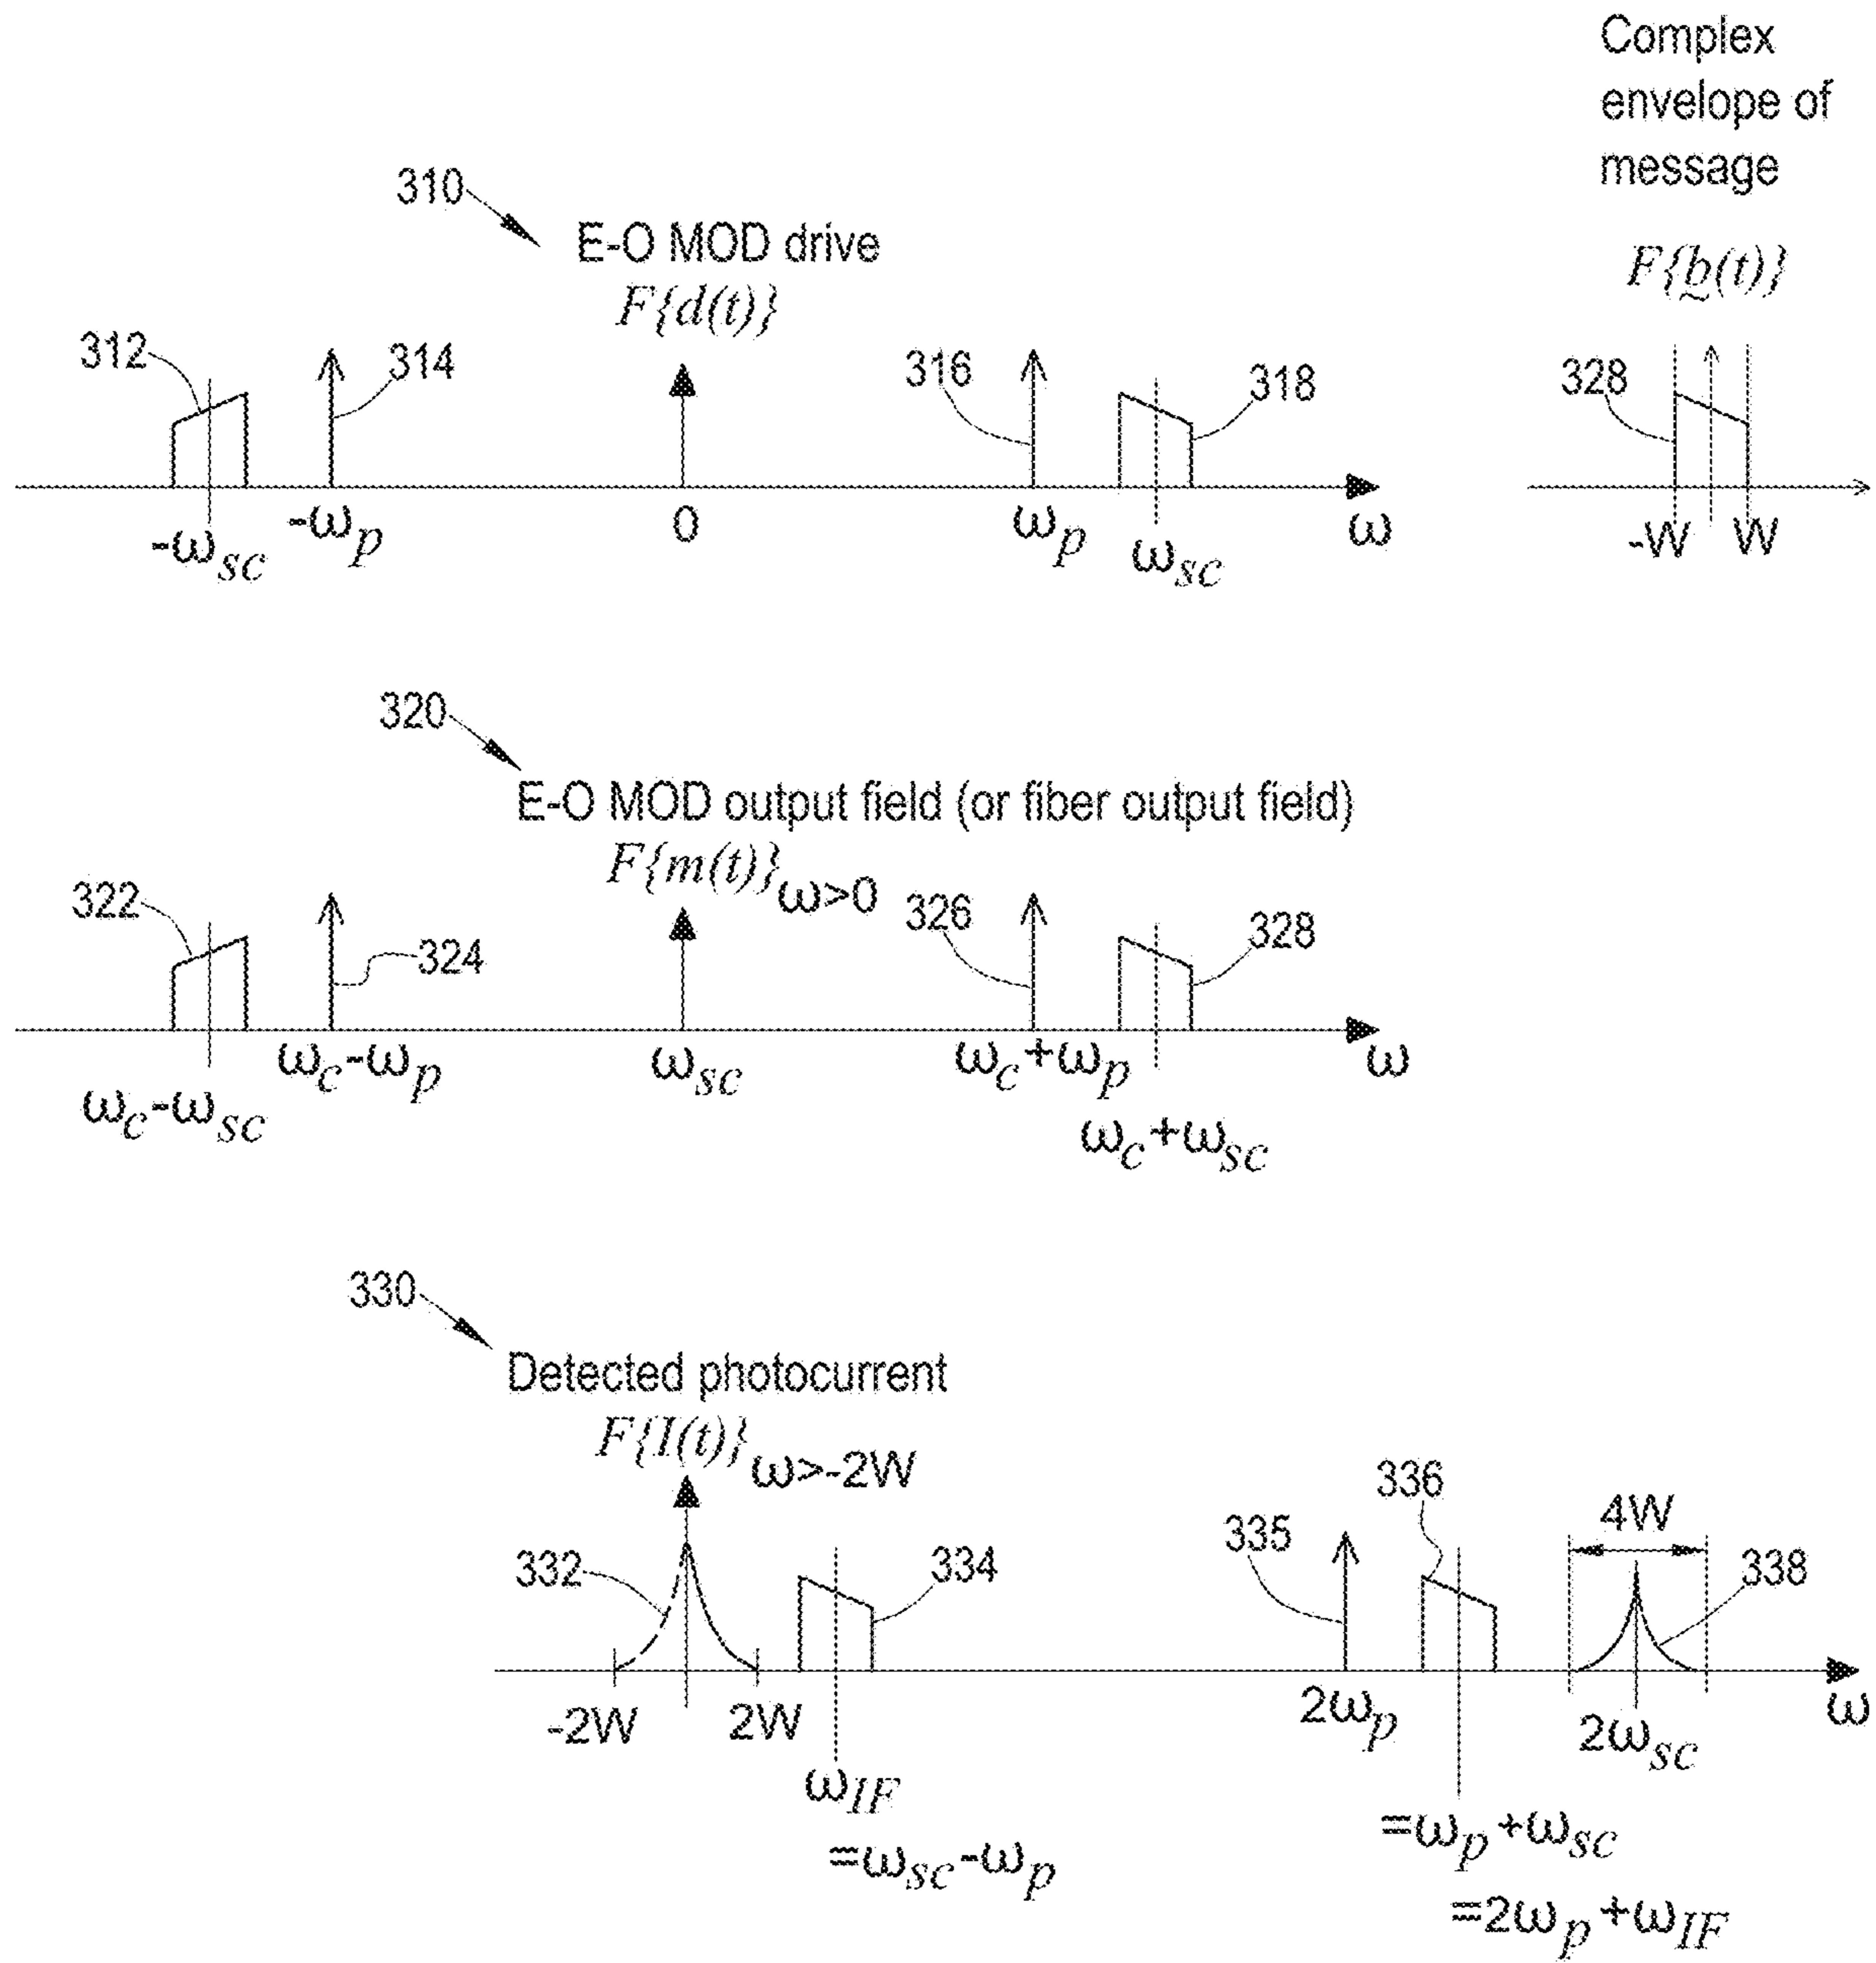 Complex
envelope of
message
F{b(t)}
310
E-O MOD drive
F{d(t)}
312
314
316
318
328
-ωsc
-ωp
0
ωp
ωsc
ω
-W
W
320
E-O MOD output field (or fiber output field)
F{m(t)}ω>0
322
324
326
328
ωc-ωsc
ωc-ωp
ωsc
ωc+ωp
ωc+ωsc
ω
330
Detected photocurrent
F{I(t)}ω>-2W
332
334
335
336
4W
338
-2W
2W
ωIF
=ωsc-ωp
2ωp
=ωp+ωsc
=2ωp+ωIF
2ωsc
ω